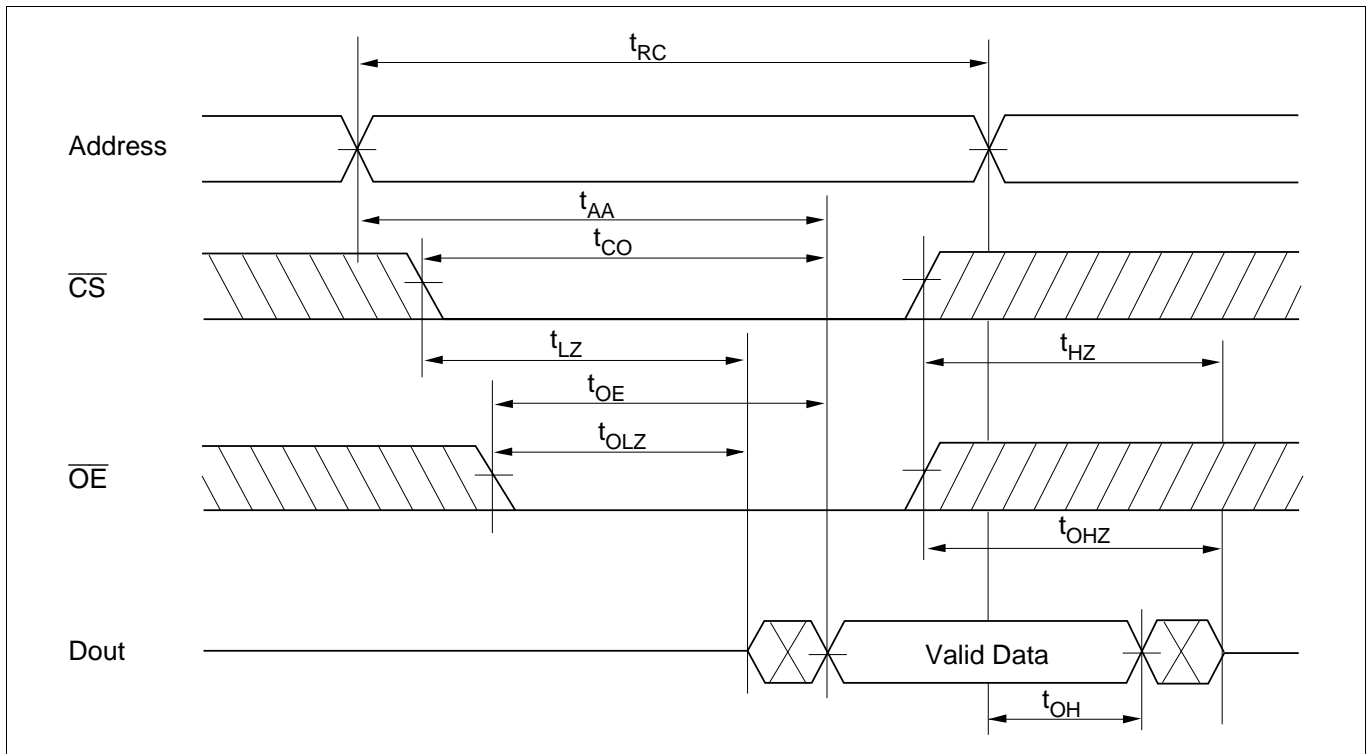 tRC
Address
tAA
tCO
CS
tLZ
tHZ
tOE
tOLZ
OE
tOHZ
Dout
Valid Data
tOH